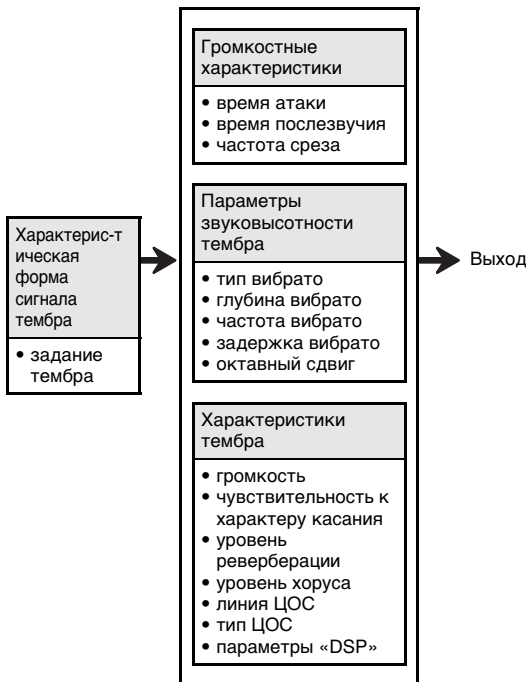 Громкостные
характеристики
• время атаки
• время послезвучия
• частота среза
Характерис-т
ическая
форма
сигнала
тембра
• задание
тембра
Параметры
звуковысотности
тембра
• тип вибрато
• глубина вибрато
• частота вибрато
• задержка вибрато
• октавный сдвиг
Выход
Характеристики
тембра
• громкость
• чувствительность к
характеру касания
• уровень
реверберации
• уровень хоруса
• линия ЦОС
• тип ЦОС
• параметры «DSP»